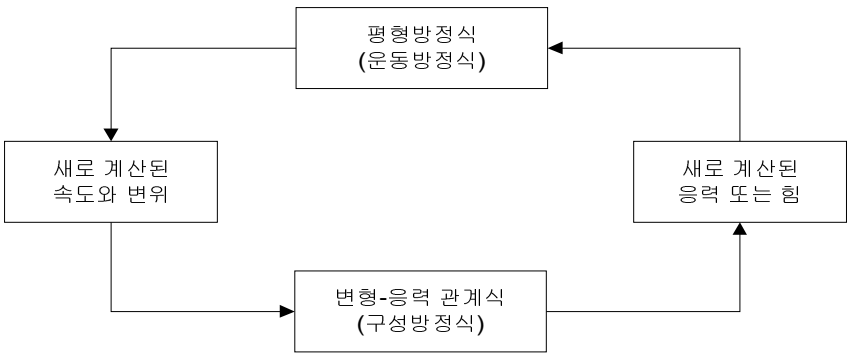 평형방정식
(운동방정식)
새로 계산된
속도와 변위
새로 계산된
응력 또는 힘
변형-응력 관계식
(구성방정식)